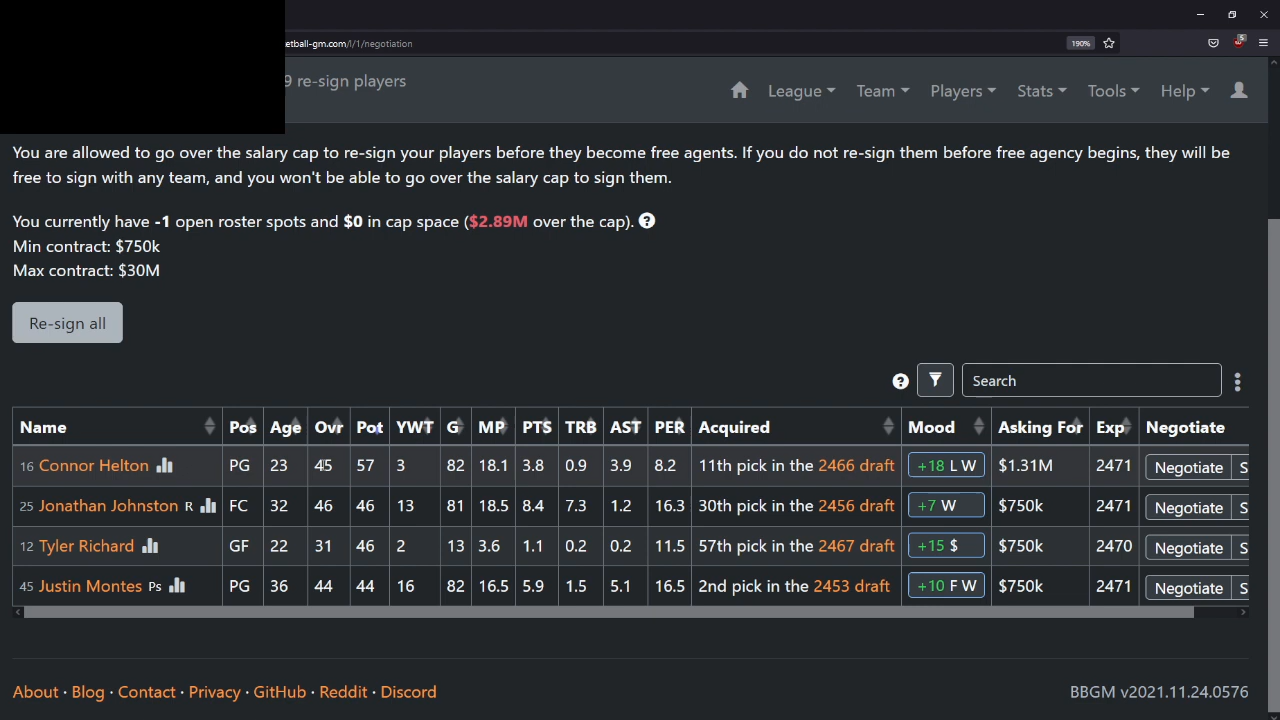 etball-gm.com/l/1/negotiation
190%
5
9 re-sign players
League Team Players Stats Tools Help
You are allowed to go over the salary cap to re-sign your players before they become free agents. If you do not re-sign them before free agency begins, they will be
free to sign with any team, and you won't be able to go over the salary cap to sign them.
You currently have -1 open roster spots and $0 in cap space ($2.89M over the cap). ?
Min contract: $750k
Max contract: $30M
Re-sign all
? Search
Name Pos Age Ovr Pot YWT G MP PTS TRB AST PER Acquired Mood Asking For Exp Negotiate
16 Connor Helton PG 23 45 57 3 82 18.1 3.8 0.9 3.9 8.2 11th pick in the 2466 draft +18 L W $1.31M 2471 Negotiate S
25 Jonathan Johnston R FC 32 46 46 13 81 18.5 8.4 7.3 1.2 16.3 30th pick in the 2456 draft +7 W $750k 2471 Negotiate S
12 Tyler Richard GF 22 31 46 2 13 3.6 1.1 0.2 0.2 11.5 57th pick in the 2467 draft +15 $ $750k 2470 Negotiate S
45 Justin Montes Ps PG 36 44 44 16 82 16.5 5.9 1.5 5.1 16.5 2nd pick in the 2453 draft +10 F W $750k 2471 Negotiate S
About · Blog · Contact · Privacy · GitHub · Reddit · Discord
BBGM v2021.11.24.0576